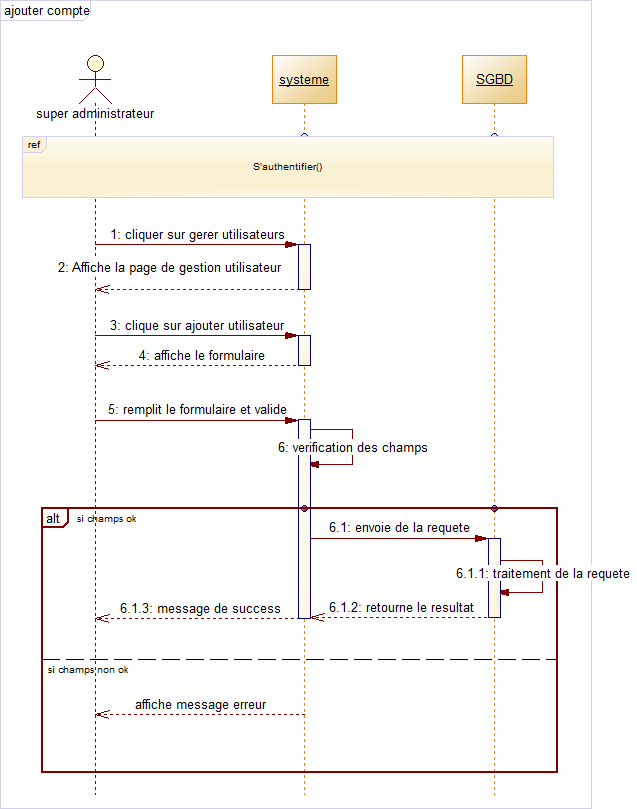 ajouter compte
super administrateur
systeme
SGBD
ref
S'authentifier()
1: cliquer sur gerer utilisateurs
2: Affiche la page de gestion utilisateur
3: clique sur ajouter utilisateur
4: affiche le formulaire
5: remplit le formulaire et valide
6: verification des champs
alt
si champs ok
6.1: envoie de la requete
6.1.1: traitement de la requete
6.1.3: message de success
6.1.2: retourne le resultat
si champs non ok
affiche message erreur